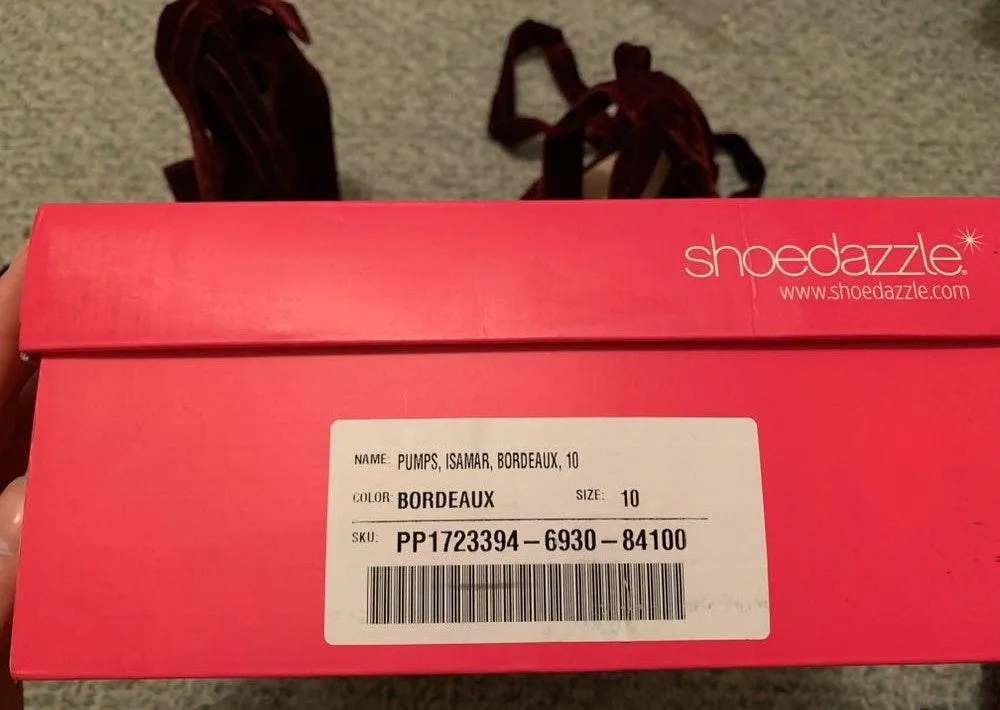 shoedazzle®
www.shoedazzle.com
NAME: PUMPS, ISAMAR, BORDEAUX, 10
COLOR: BORDEAUX SIZE: 10
SKU: PP1723394-6930-84100